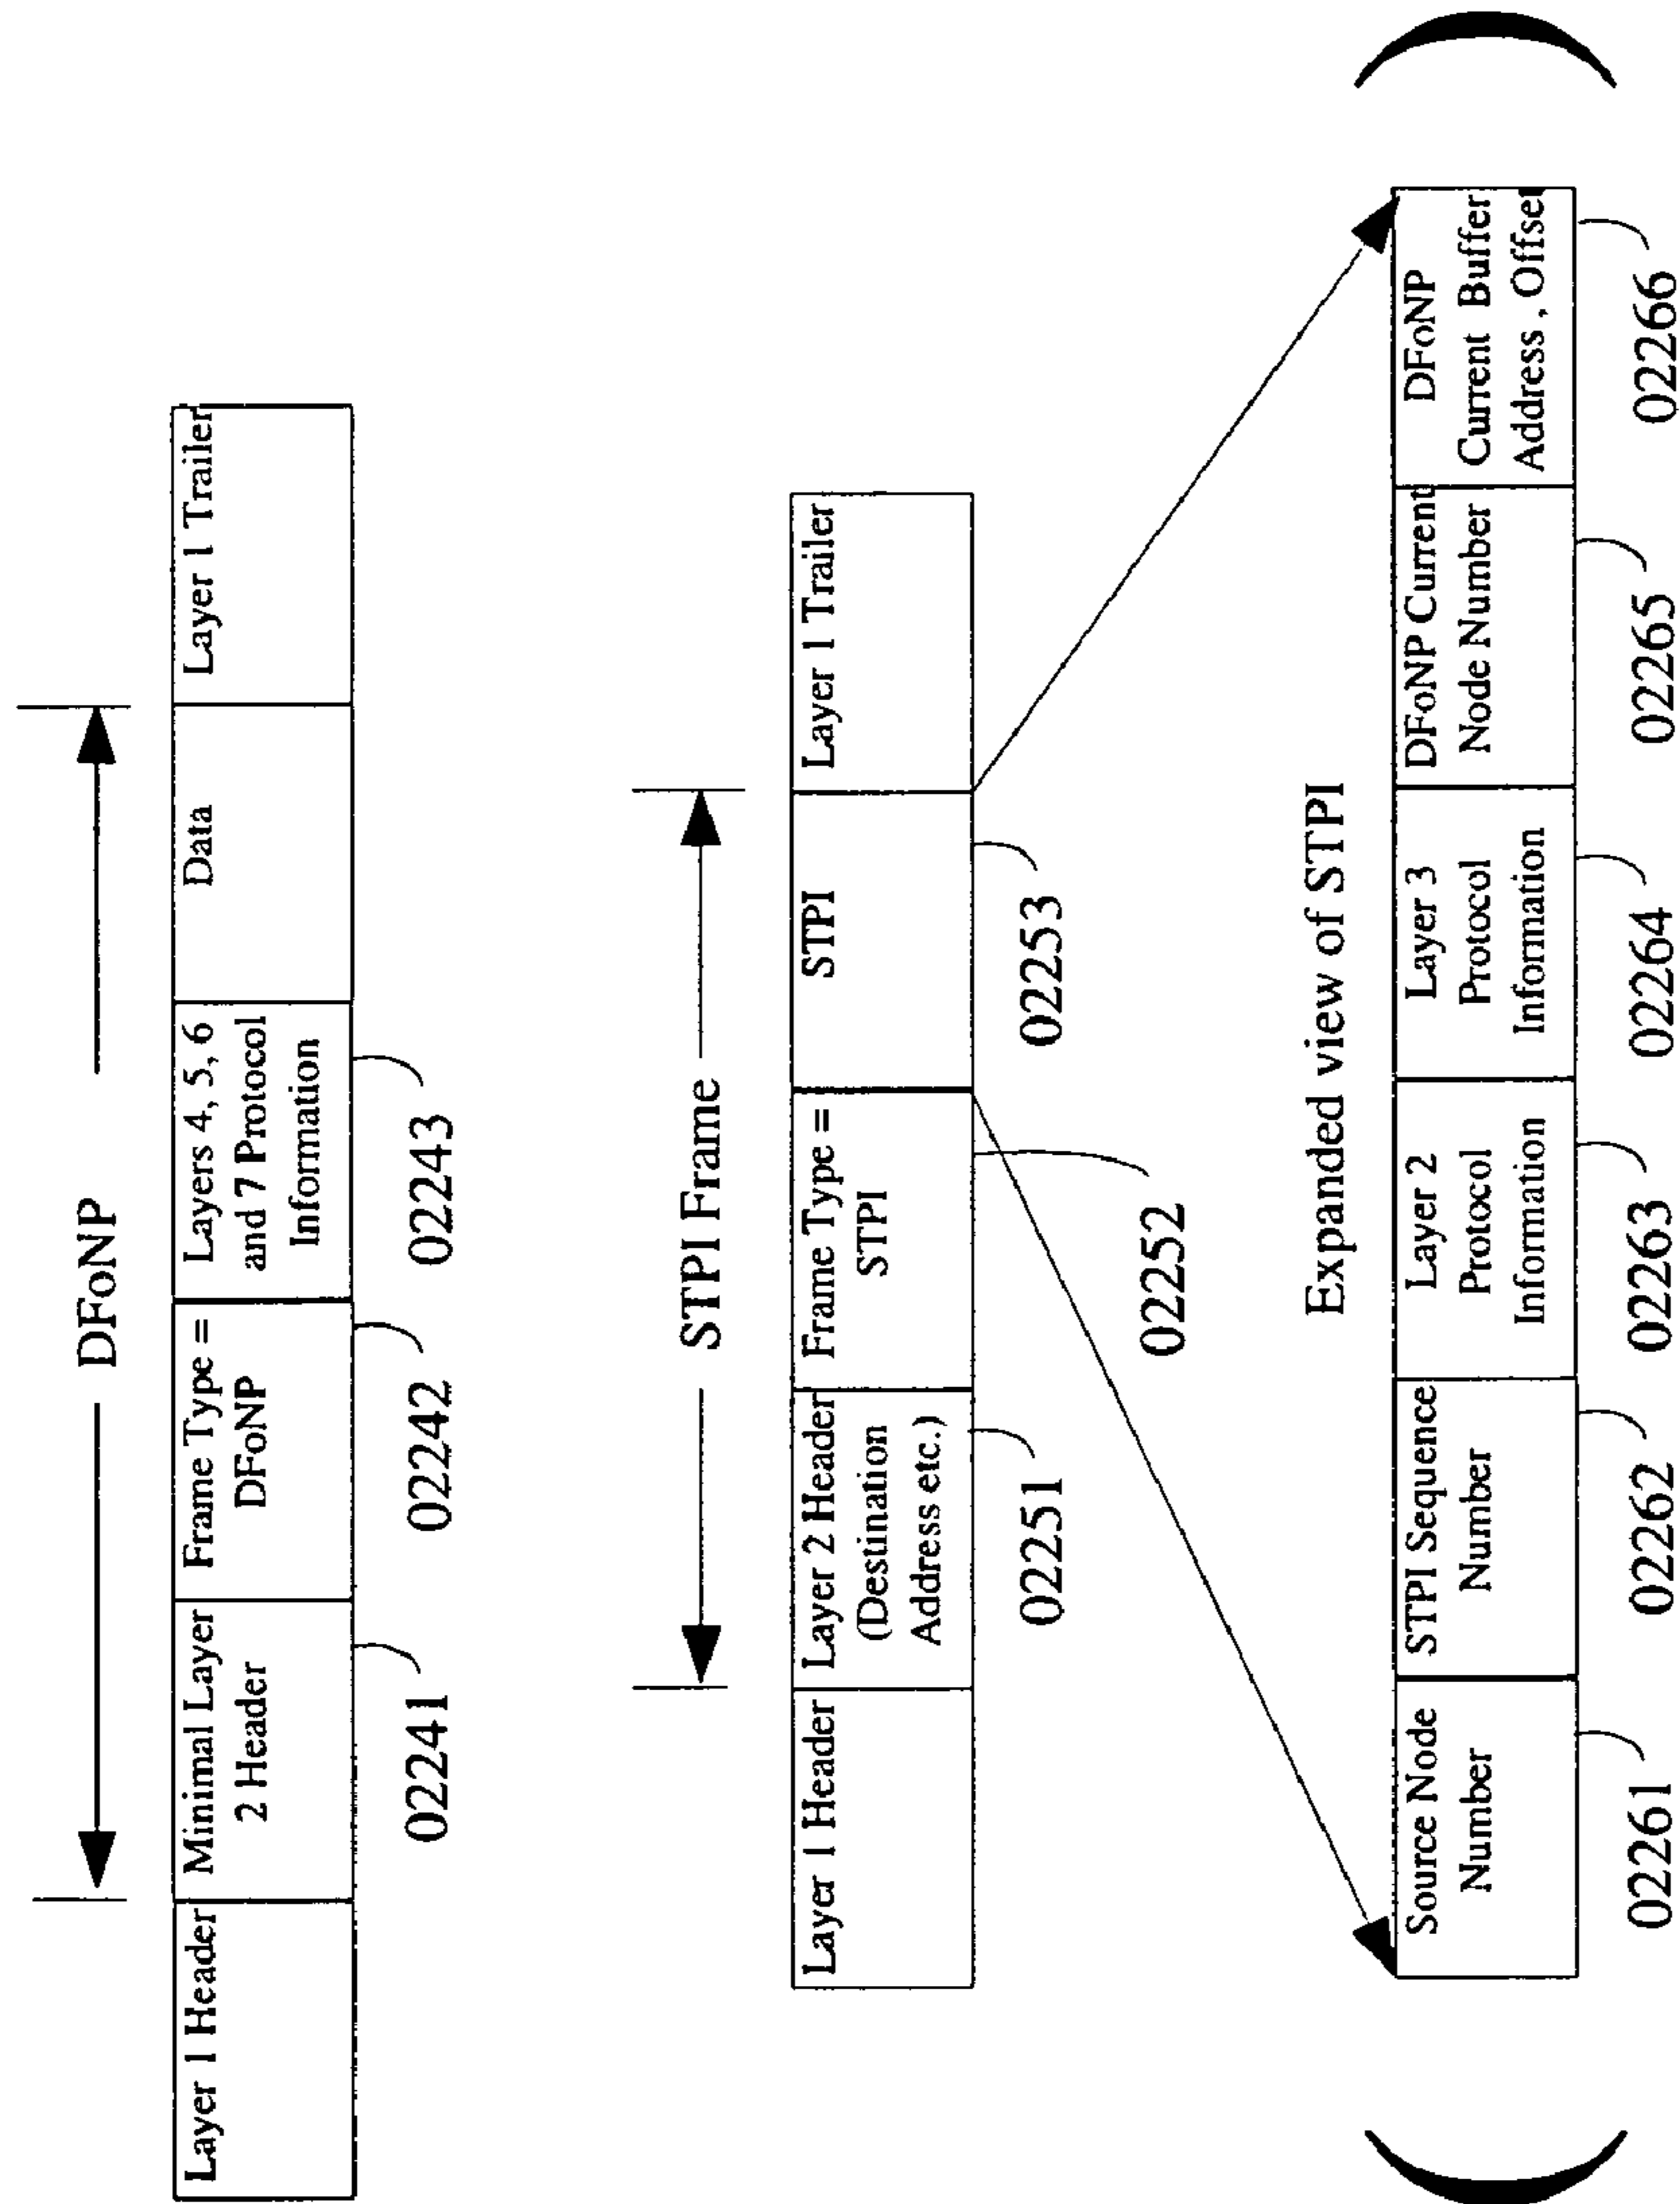 DFoNP
Layer 1 Header
Minimal Layer
2 Header
Frame Type =
DFoNP
Layers 4, 5, 6
and 7 Protocol
Information
Data
Layer 1 Trailer
02241
02242
02243
STPI Frame
Layer 1 Header
Layer 2 Header
(Destination
Address etc.)
Frame Type =
STPI
STPI
Layer 1 Trailer
02251
02252
02253
Expanded view of STPI
Source Node
Number
STPI Sequence
Number
Layer 2
Protocol
Information
Layer 3
Protocol
Information
DFoNP Current
Node Number
DFoNP
Current Buffer
Address , Offset
02261
02262
02263
02264
02265
02266